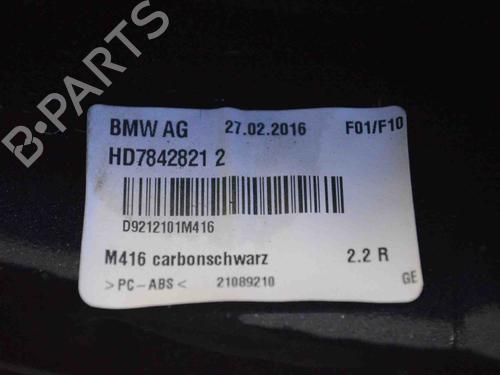 BMW AG 27.02.2016 F01/F10
HD7842821 2
D9212101M416
M416 carbonschwarz 2.2 R
>PC-ABS< 21089210 GE
B-PARTS